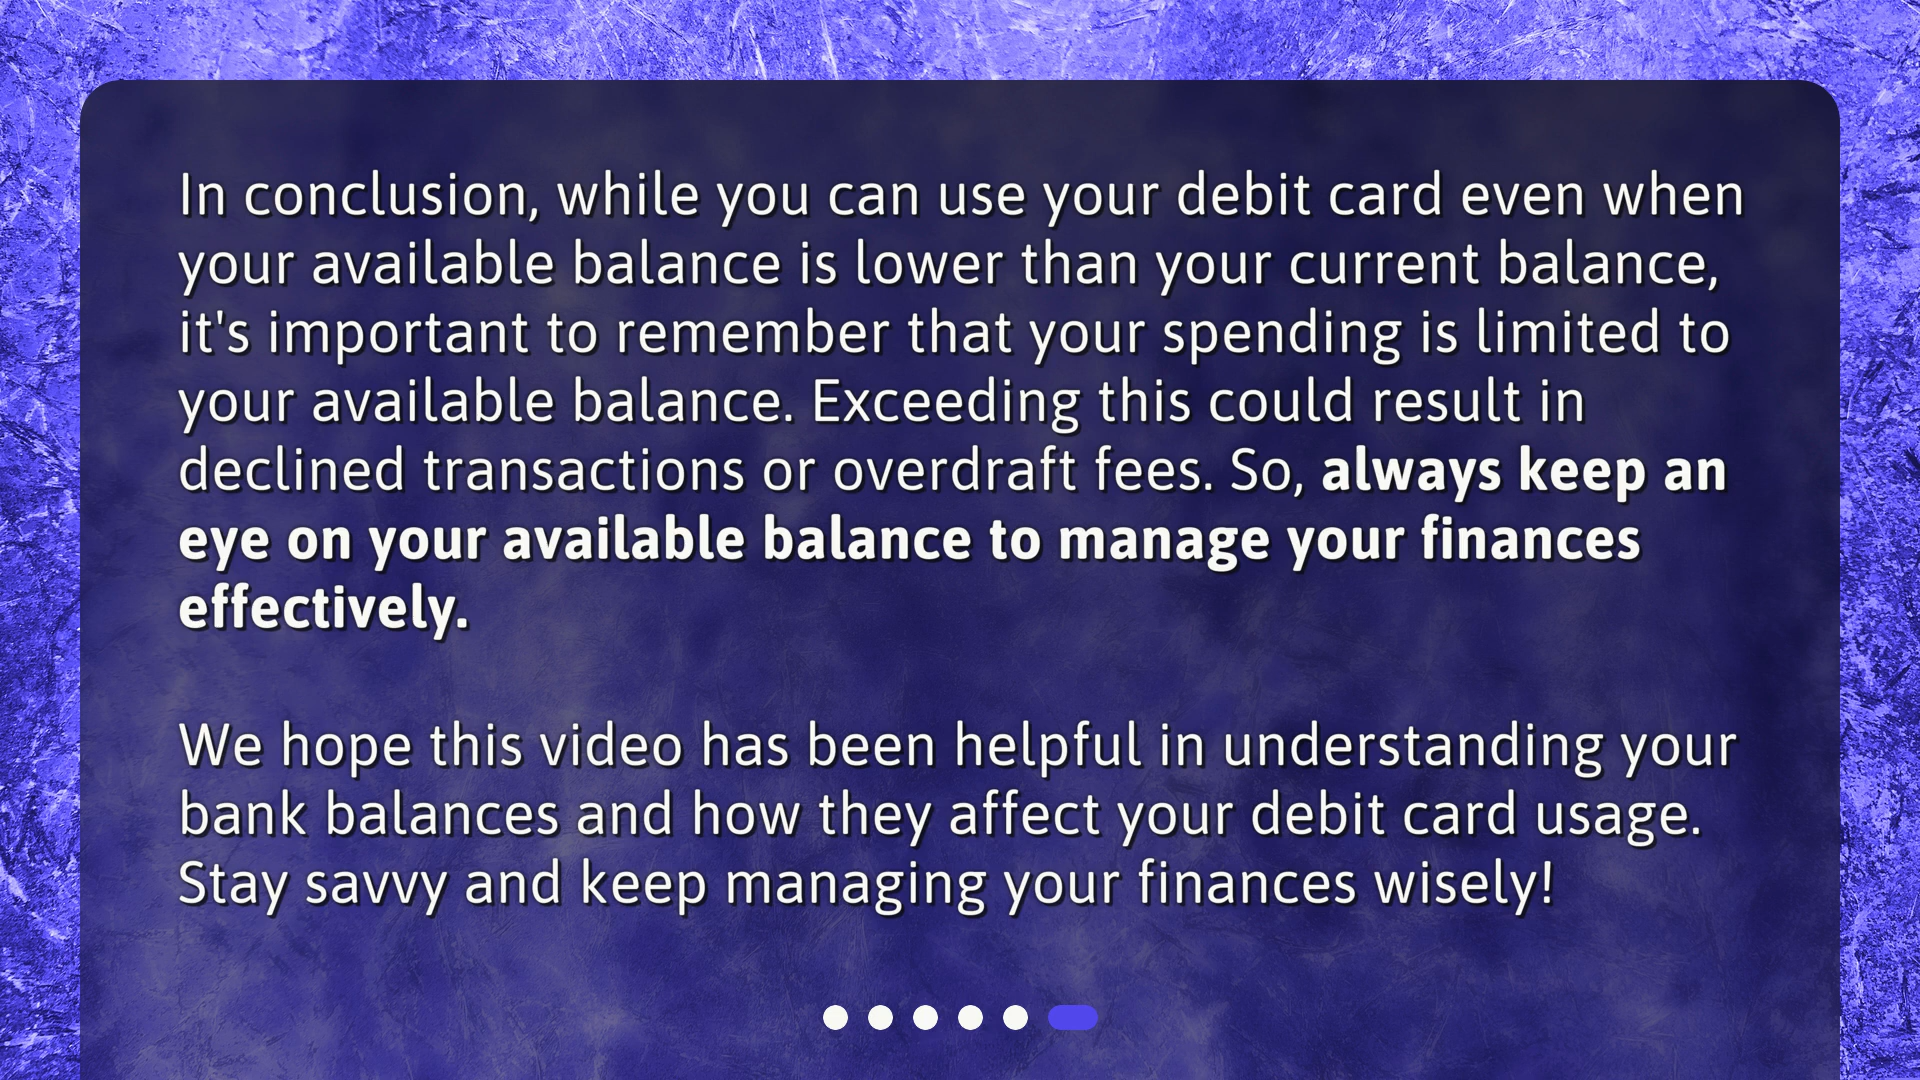 In conclusion, while you can use your debit card even when
your available balance is lower than your current balance,
it's important to remember that your spending is limited to
your available balance. Exceeding this could result in
declined transactions or overdraft fees. So, always keep an
eye on your available balance to manage your finances
effectively.
We hope this video has been helpful in understanding your
bank balances and how they affect your debit card usage.
Stay savvy and keep managing your finances wisely!